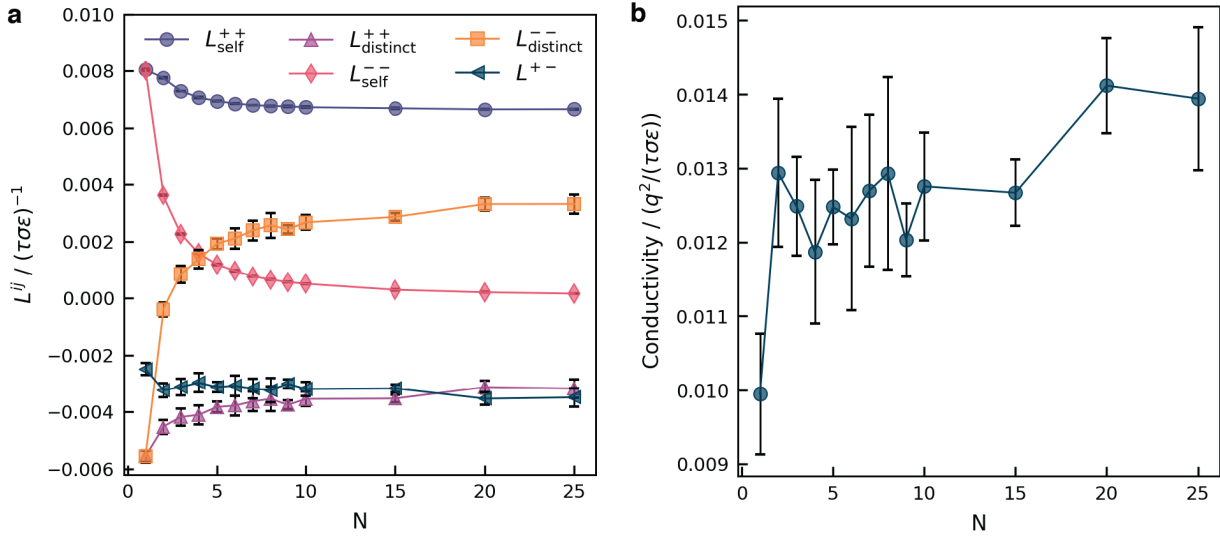 a
L^{++}_{self}
L^{++}_{distinct}
L^{--}_{distinct}
L^{--}_{self}
L^{+-}
0.010
0.008
0.006
0.004
0.002
0.000
−0.002
−0.004
−0.006
L^{ij} / (τσε)^{-1}
0
5
10
15
20
25
N
b
0.015
0.014
0.013
0.012
0.011
0.010
0.009
Conductivity / (q^2/(τσε))
0
5
10
15
20
25
N